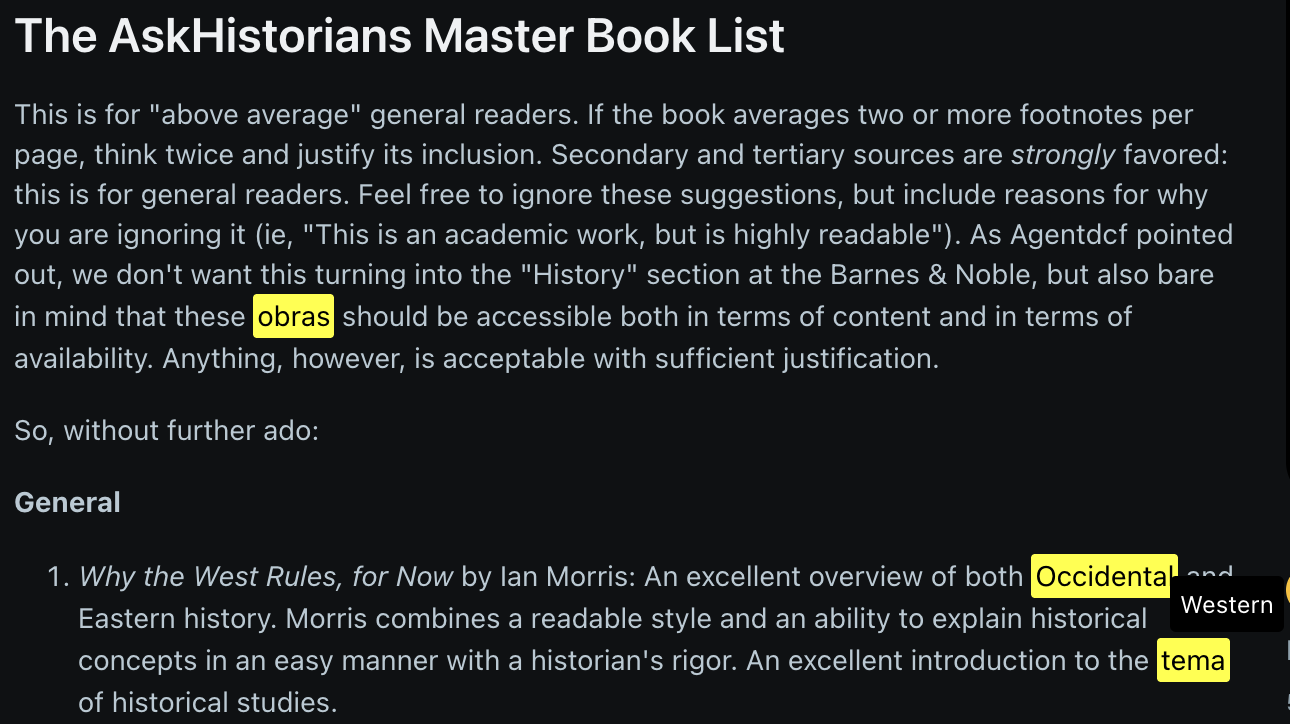 The AskHistorians Master Book List
This is for "above average" general readers. If the book averages two or more footnotes per
page, think twice and justify its inclusion. Secondary and tertiary sources are strongly favored:
this is for general readers. Feel free to ignore these suggestions, but include reasons for why
you are ignoring it (ie, "This is an academic work, but is highly readable"). As Agentdcf pointed
out, we don't want this turning into the "History" section at the Barnes & Noble, but also bare
in mind that these obras should be accessible both in terms of content and in terms of
availability. Anything, however, is acceptable with sufficient justification.
So, without further ado:
General
1. Why the West Rules, for Now by Ian Morris: An excellent overview of both Occidental and
Western
Eastern history. Morris combines a readable style and an ability to explain historical
concepts in an easy manner with a historian's rigor. An excellent introduction to the tema
of historical studies.